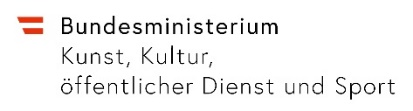 Bundesministerium
Kunst, Kultur,
öffentlicher Dienst und Sport